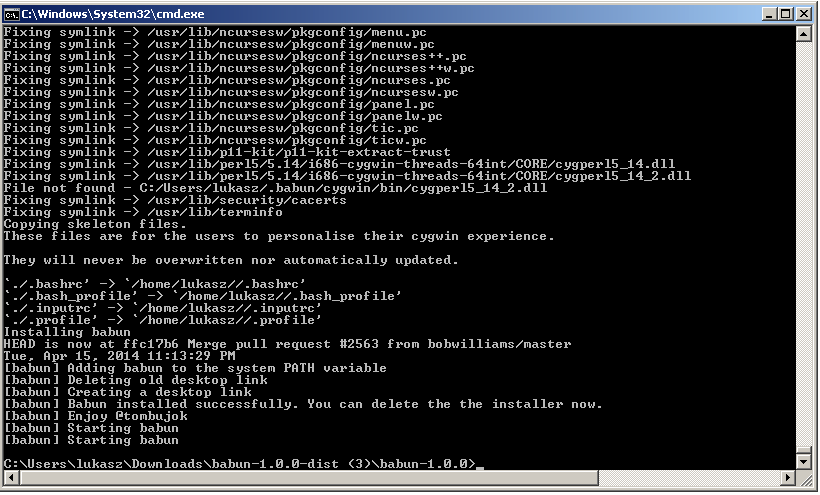 C:\Windows\System32\cmd.exe
Fixing symlink -> /usr/lib/ncursesw/pkgconfig/menu.pc
Fixing symlink -> /usr/lib/ncursesw/pkgconfig/menuw.pc
Fixing symlink -> /usr/lib/ncursesw/pkgconfig/ncurses++.pc
Fixing symlink -> /usr/lib/ncursesw/pkgconfig/ncurses++w.pc
Fixing symlink -> /usr/lib/ncursesw/pkgconfig/ncurses.pc
Fixing symlink -> /usr/lib/ncursesw/pkgconfig/ncursesw.pc
Fixing symlink -> /usr/lib/ncursesw/pkgconfig/panel.pc
Fixing symlink -> /usr/lib/ncursesw/pkgconfig/panelw.pc
Fixing symlink -> /usr/lib/ncursesw/pkgconfig/tic.pc
Fixing symlink -> /usr/lib/ncursesw/pkgconfig/ticw.pc
Fixing symlink -> /usr/lib/p11-kit/p11-kit-extract-trust
Fixing symlink -> /usr/lib/perl5/5.14/i686-cygwin-threads-64int/CORE/cygperl5_14.dll
Fixing symlink -> /usr/lib/perl5/5.14/i686-cygwin-threads-64int/CORE/cygperl5_14_2.dll
File not found - C:/Users/lukasz/.babun/cygwin/bin/cygperl5_14_2.dll
Fixing symlink -> /usr/lib/security/cacerts
Fixing symlink -> /usr/lib/terminfo
Copying skeleton files.
These files are for the users to personalise their cygwin experience.
They will never be overwritten nor automatically updated.
`./.bashrc' -> `/home/lukasz//.bashrc'
`./.bash_profile' -> `/home/lukasz//.bash_profile'
`./.inputrc' -> `/home/lukasz//.inputrc'
`./.profile' -> `/home/lukasz//.profile'
Installing babun
HEAD is now at ffc17b6 Merge pull request #2563 from bobwilliams/master
Tue, Apr 15, 2014 11:13:29 PM
[babun] Adding babun to the system PATH variable
[babun] Deleting old desktop link
[babun] Creating a desktop link
[babun] Babun installed successfully. You can delete the the installer now.
[babun] Enjoy @tombujok
[babun] Starting babun
[babun] Starting babun
C:\Users\lukasz\Downloads\babun-1.0.0-dist (3)\babun-1.0.0>_